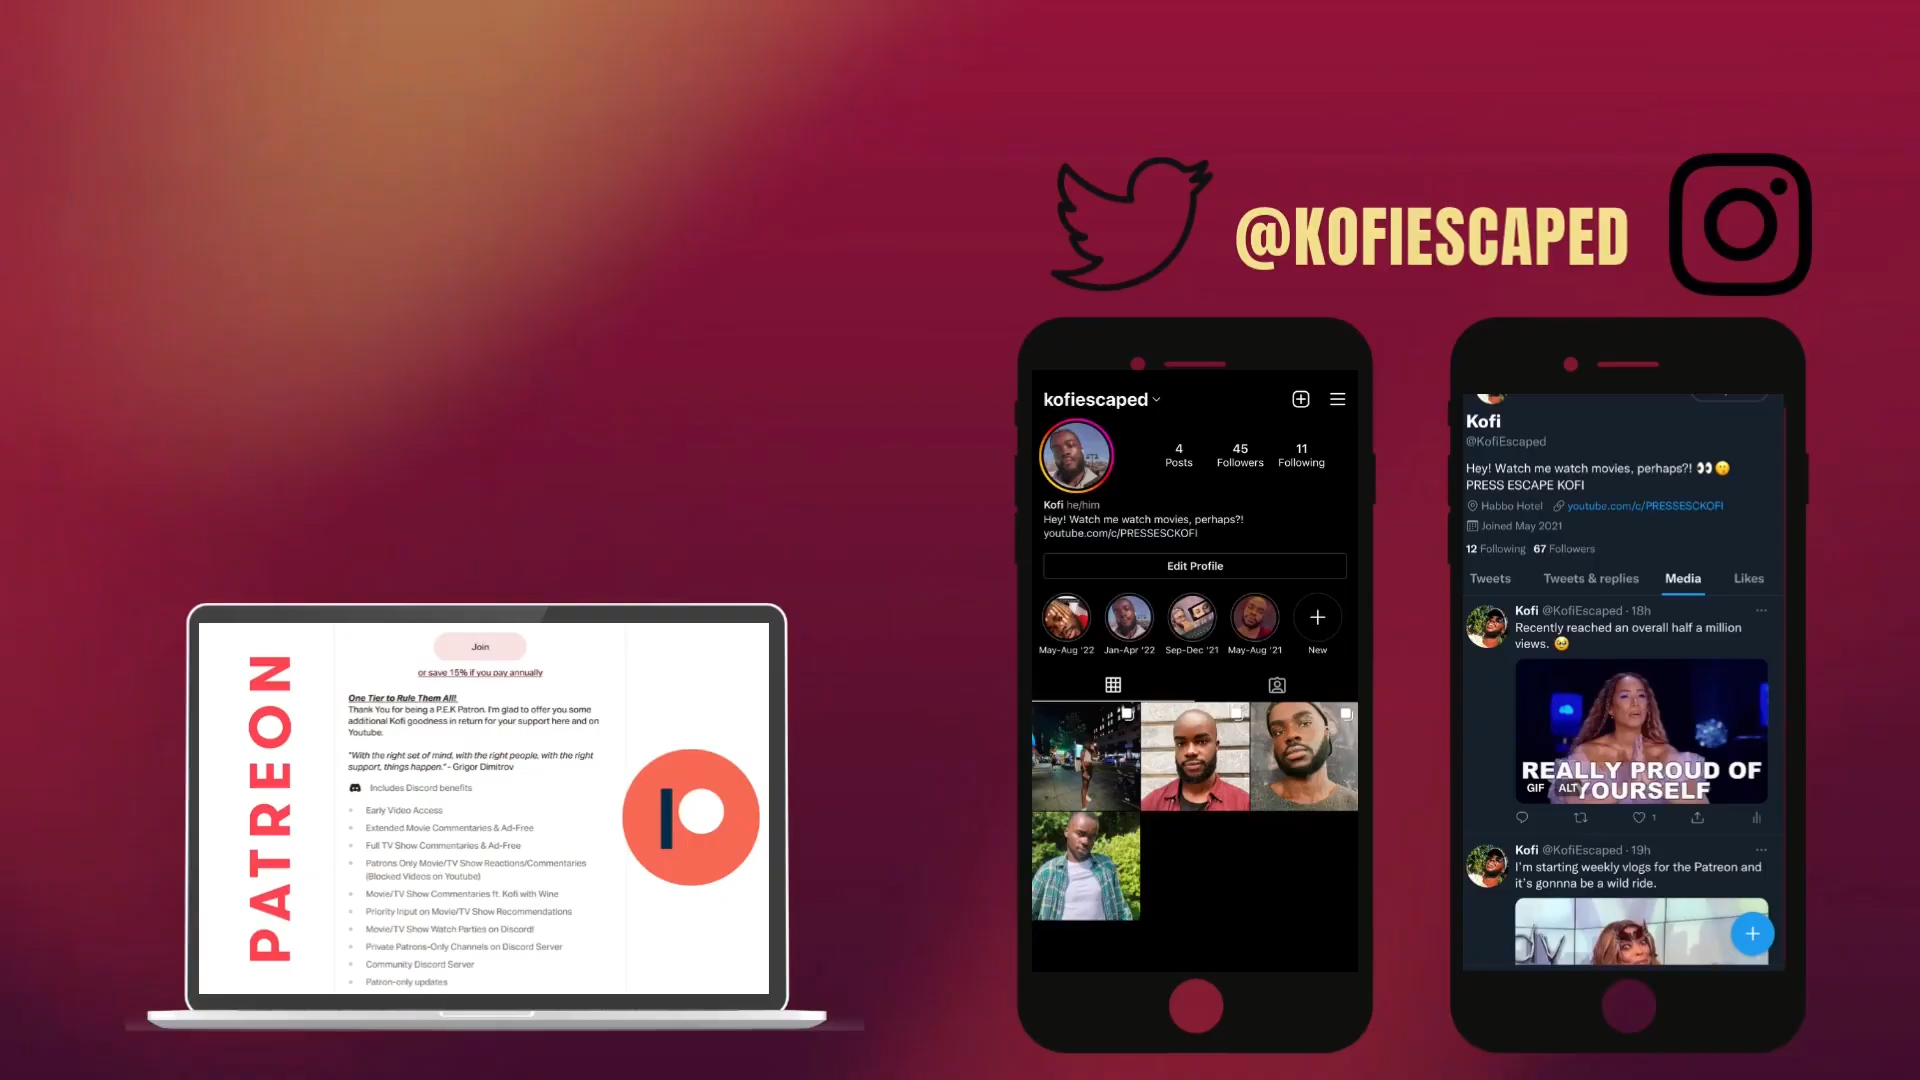 @KOFIESCAPED
PATREON
Join
or save 15% if you pay annually
One Tier to Rule Them All!
Thank You for being a P.E.K Patron. I'm glad to offer you some
additional Kofi goodness in return for your support here and on
Youtube.
"With the right set of mind, with the right people, with the right
support, things happen." - Grigor Dimitrov
Includes Discord benefits
Early Video Access
Extended Movie Commentaries & Ad-Free
Full TV Show Commentaries & Ad-Free
Patrons Only Movie/TV Show Reactions/Commentaries
(Blocked Videos on Youtube)
Movie/TV Show Commentaries ft. Kofi with Wine
Priority Input on Movie/TV Show Recommendations
Movie/TV Show Watch Parties on Discord!
Private Patrons-Only Channels on Discord Server
Community Discord Server
Patron-only updates
kofiescaped
4 45 11
Posts Followers Following
Kofi he/him
Hey! Watch me watch movies, perhaps?!
youtube.com/c/PRESSESCKOFI
Edit Profile
May-Aug '22 Jan-Apr '22 Sep-Dec '21 May-Aug '21 New
Kofi
@KofiEscaped
Hey! Watch me watch movies, perhaps?! 👀🤫
PRESS ESCAPE KOFI
Habbo Hotel youtube.com/c/PRESSESCKOFI
Joined May 2021
12 Following 67 Followers
Tweets Tweets & replies Media Likes
Kofi @KofiEscaped · 18h
Recently reached an overall half a million
views. 🥹
REALLY PROUD OF
YOURSELF
GIF ALT
1
Kofi @KofiEscaped · 19h
I'm starting weekly vlogs for the Patreon and
it's gonnna be a wild ride.